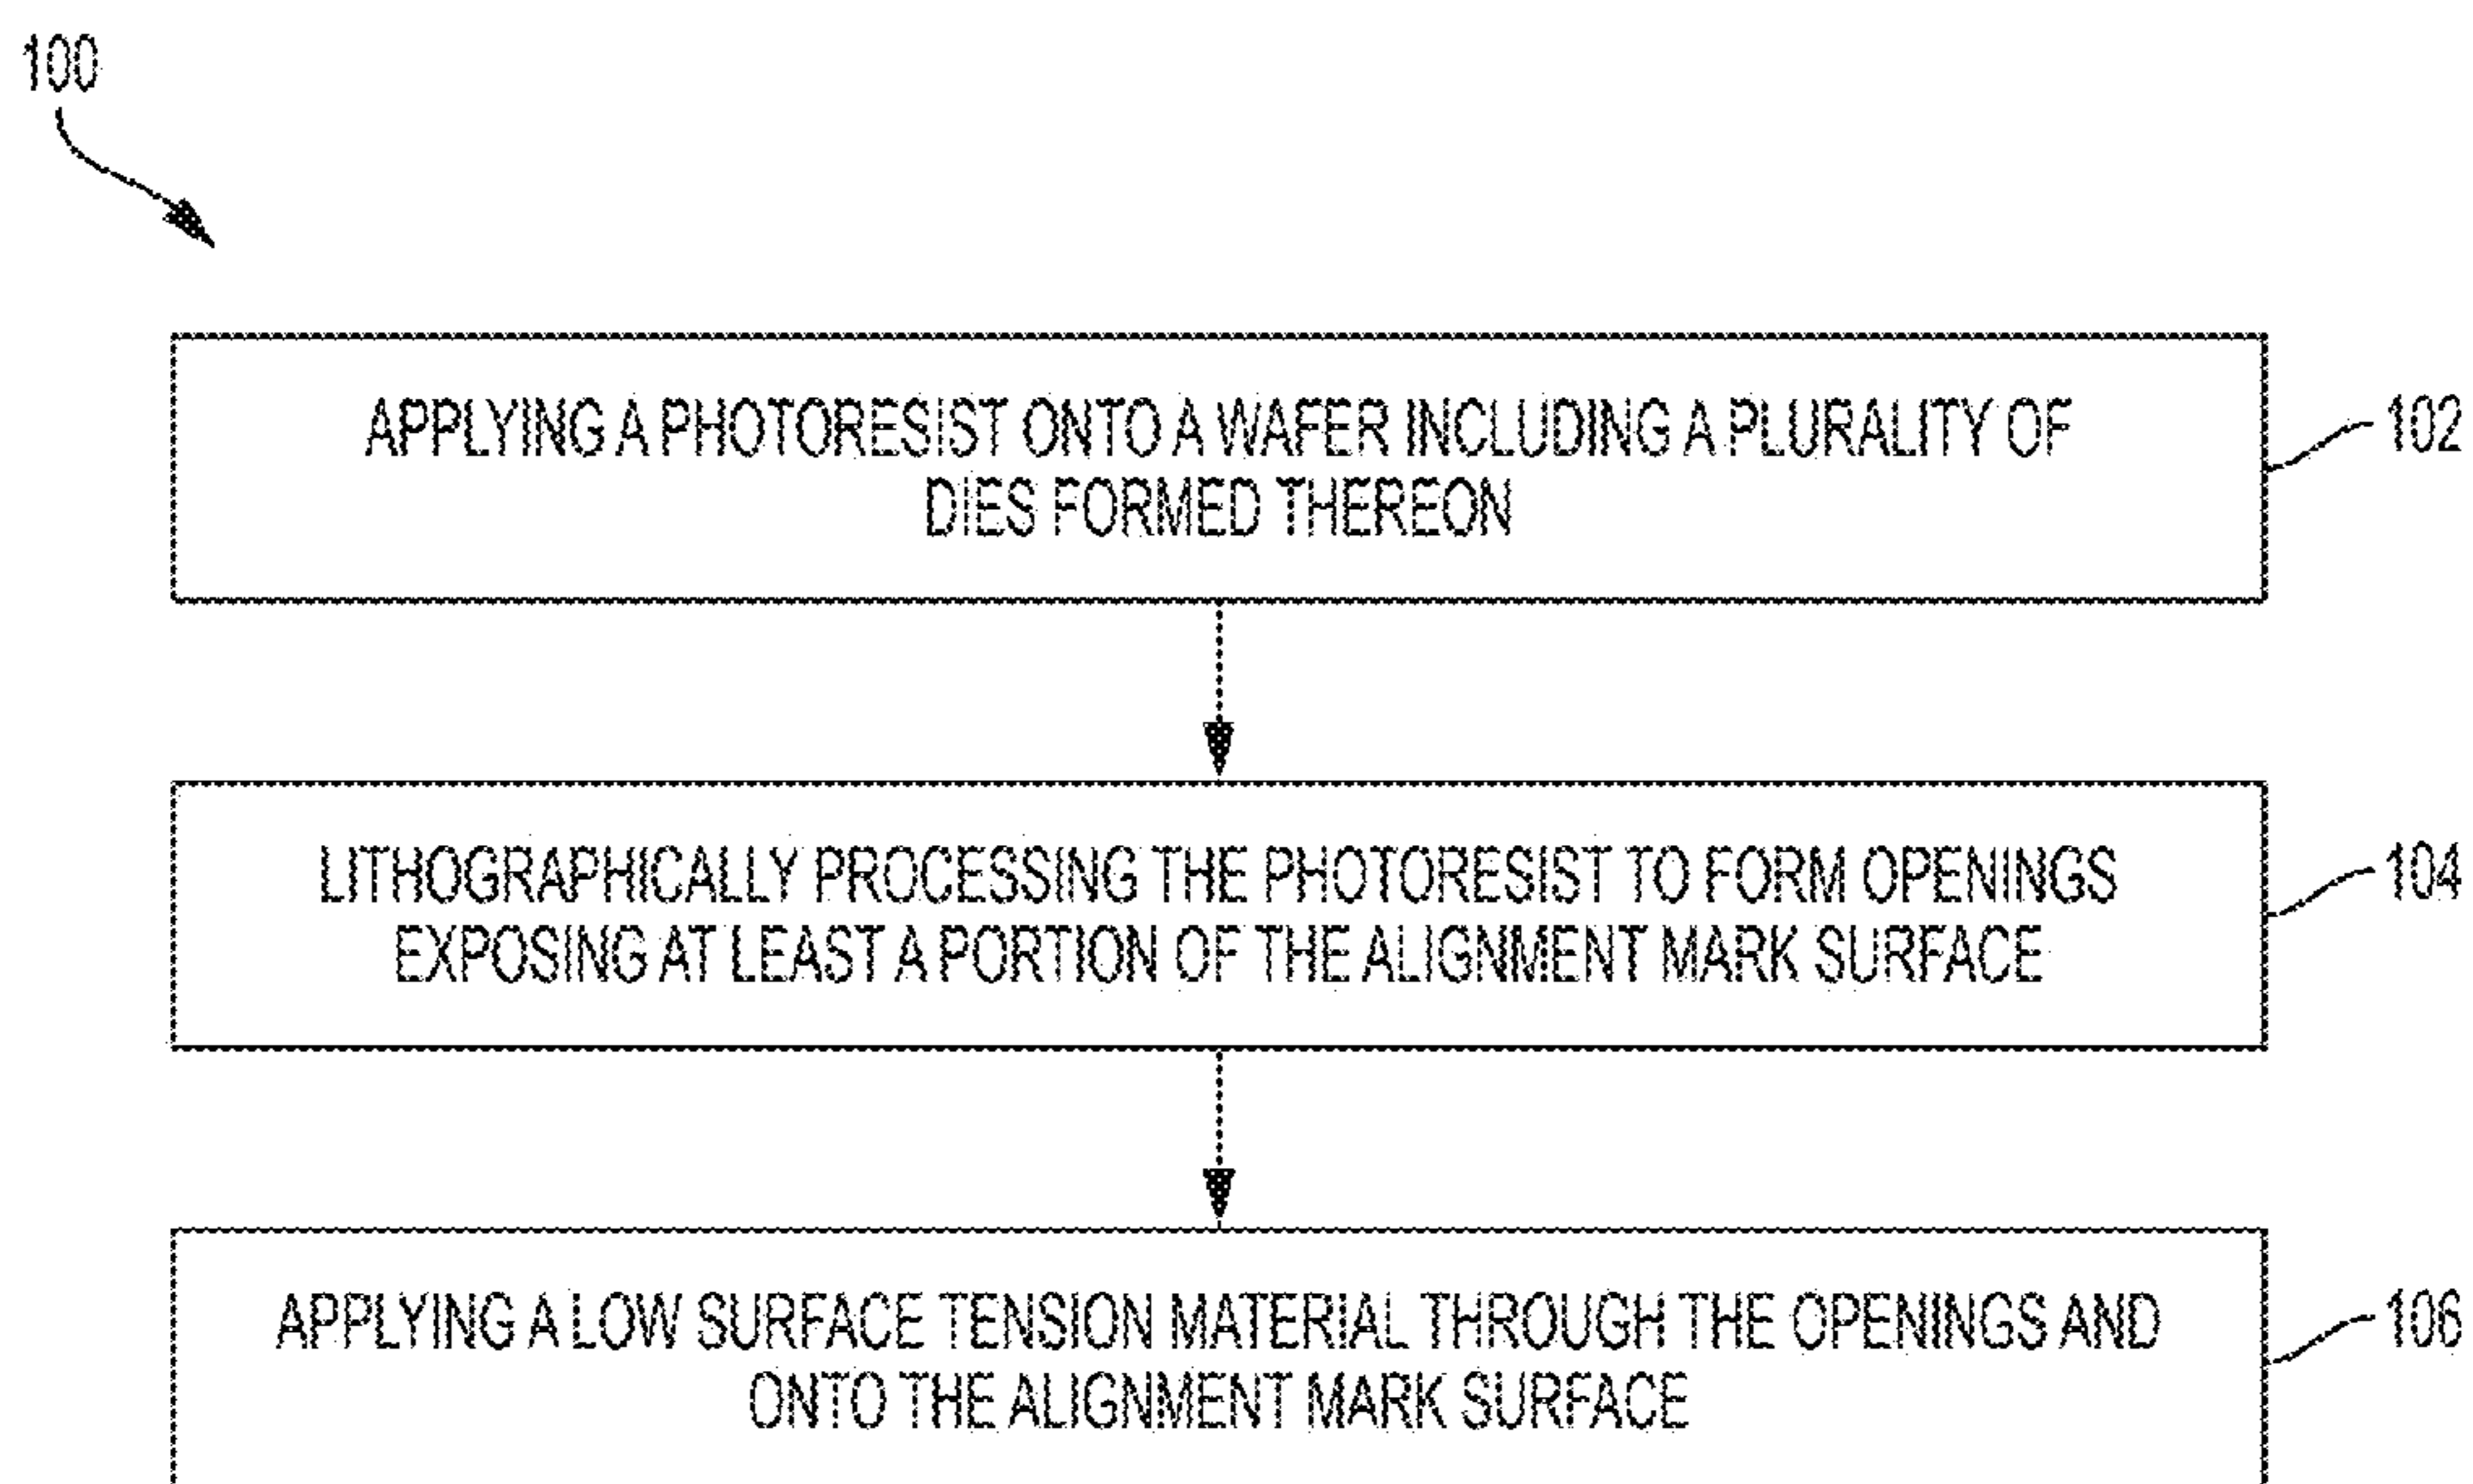 100
APPLYING A PHOTORESIST ONTO A WAFER INCLUDING A PLURALITY OF
DIES FORMED THEREON
102
LITHOGRAPHICALLY PROCESSING THE PHOTORESIST TO FORM OPENINGS
EXPOSING AT LEAST A PORTION OF THE ALIGNMENT MARK SURFACE
104
APPLYING A LOW SURFACE TENSION MATERIAL THROUGH THE OPENINGS AND
ONTO THE ALIGNMENT MARK SURFACE
106